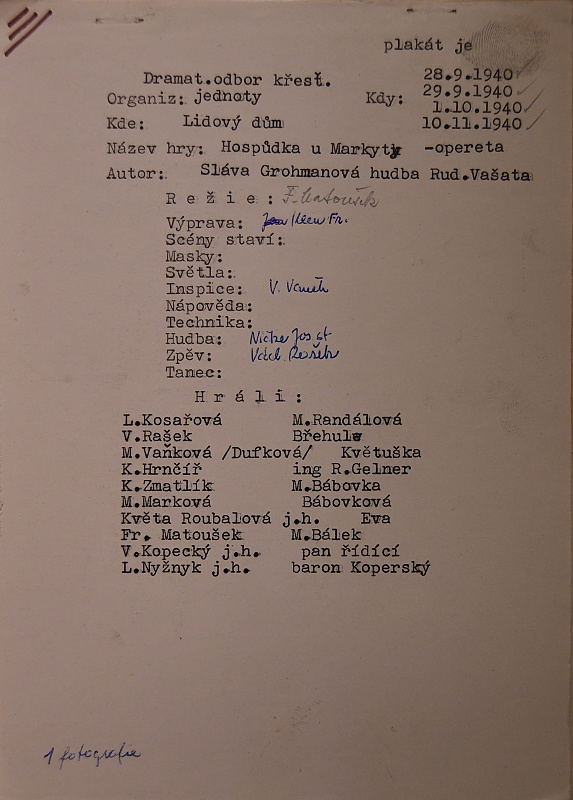 plakát je
Dramat.odbor křesť. 28.9.1940
Organiz: jednoty Kdy: 29.9.1940
1.10.1940
Kde: Lidový dům 10.11.1940
Název hry: Hospůdka u Markyty -opereta
Autor: Sláva Grohmanová hudba Rud.Vašata
Režie: F. Matoušek
Výprava: Fr.
Scény staví:
Masky:
Světla:
Inspice: V. Vaněk
Nápověda:
Technika:
Hudba: Jos st
Zpěv:
Tanec:
Hráli:
L.Kosařová M.Randálová
V.Rašek Břehule
M.Vaňková /Dufková/ Květuška
K.Hrnčíř ing R.Gelner
K.Zmatlík M.Bábovka
M.Marková Bábovková
Květa Roubalová j.h. Eva
Fr. Matoušek M.Bálek
V.Kopecký j.h. pan řídící
L.Nyžnyk j.h. baron Koperský
1 fotografie